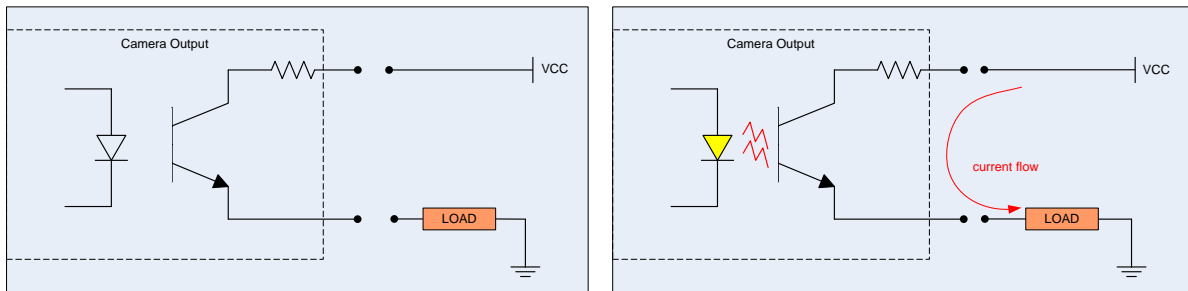 Camera Output
VCC
LOAD
Camera Output
VCC
current flow
LOAD